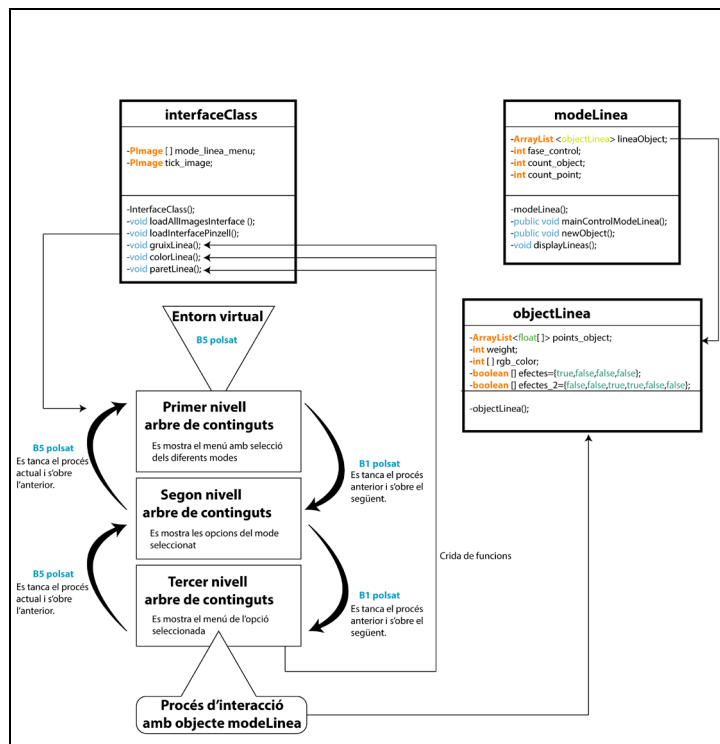 interfaceClass
-PImage [ ] mode_linea_menu;
-PImage tick_image;
-InterfaceClass();
-void loadAllImagesInterface ();
-void loadInterfacePinzell();
-void gruixLinea();
-void colorLinea();
-void paretLinea();
modeLinea
-ArrayList <objectLinea> lineaObject;
-int fase_control;
-int count_object;
-int count_point;
-modeLinea();
-public void mainControlModeLinea();
-public void newObject();
-void displayLineas();
objectLinea
-ArrayList<float[ ]> points_object;
-int weight;
-int [ ] rgb_color;
-boolean [] efectes={true,false,false,false};
-boolean [] efectes_2={false,false,true,true,false,false};
-objectLinea();
Entorn virtual
B5 polsat
Primer nivell
arbre de continguts
Es mostra el menú amb selecció
dels diferents modes
B5 polsat
Es tanca el procés
actual i s'obre
l'anterior.
B1 polsat
Es tanca el procés
anterior i s'obre el
següent.
Segon nivell
arbre de continguts
Es mostra les opcions del mode
seleccionat
Crida de funcions
B5 polsat
Es tanca el procés
actual i s'obre
l'anterior.
B1 polsat
Es tanca el procés
anterior i s'obre el
següent.
Tercer nivell
arbre de continguts
Es mostra el menú de l'opció
seleccionada
Procés d'interacció
amb objecte modeLinea